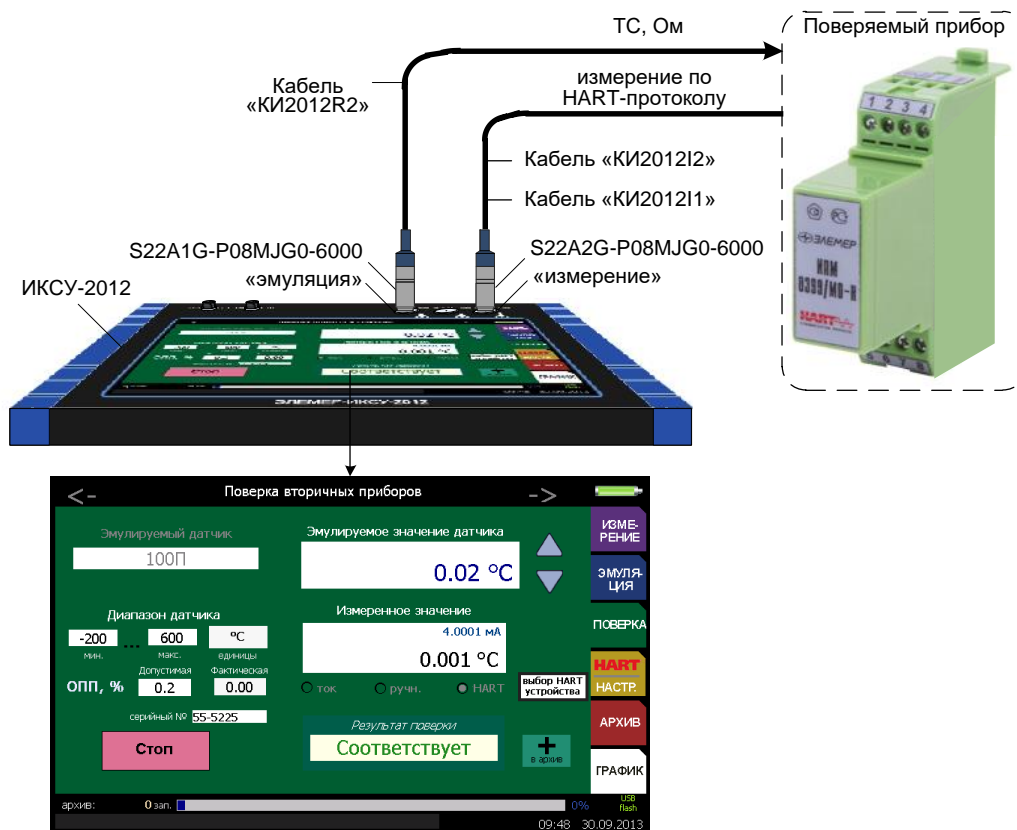 ТС, Ом
Поверяемый прибор
Кабель
«КИ2012R2»
измерение по
HART-протоколу
1 2 3 4
Кабель «КИ2012I2»
Кабель «КИ2012I1»
S22A1G-P08MJG0-6000
«эмуляция»
S22A2G-P08MJG0-6000
«измерение»
ЭЛЕМЕР
HART
ИКСУ-2012
Стоп
Соответствует
ЭЛЕМЕР-ИКСУ-2012
<- Поверка вторичных приборов ->
Эмулируемый датчик
100П
Эмулируемое значение датчика
0.02 °C
Диапазон датчика
-200 ... 600 °C
мин. макс. единицы
Измеренное значение
4.0001 мА
0.001 °C
Допустимая Фактическая
ОПП, % 0.2 0.00
ток ручн. HART
выбор HART
устройства
серийный № 55-5225
Стоп
Результат поверки
Соответствует
+
в архив
ИЗМЕ-
РЕНИЕ
ЭМУЛЯ-
ЦИЯ
ПОВЕРКА
HART
НАСТР.
АРХИВ
ГРАФИК
архив: 0 зап. 0%
USB
flash
09:48 30.09.2013